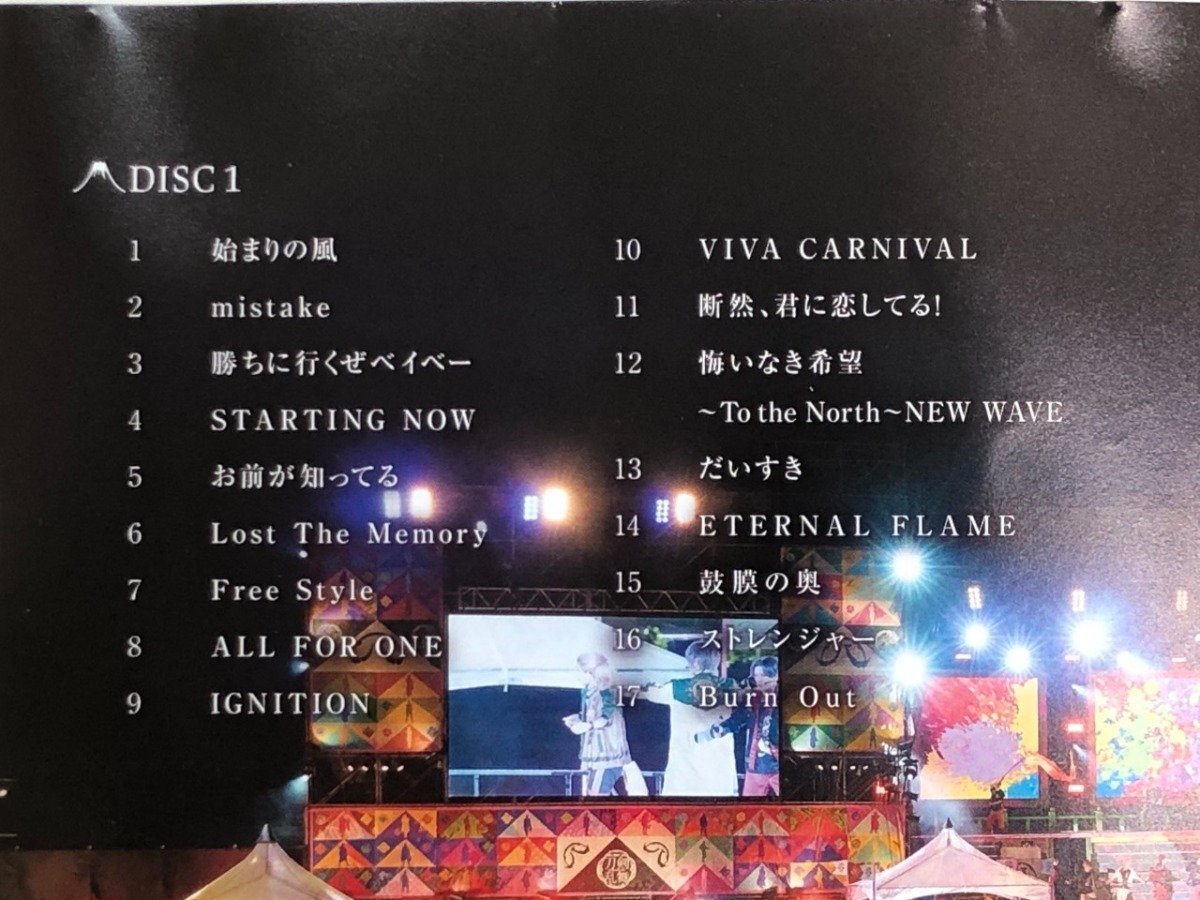 DISC 1
1 始まりの風
2 mistake
3 勝ちに行くぜベイベー
4 STARTING NOW
5 お前が知ってる
6 Lost The Memory
7 Free Style
8 ALL FOR ONE
9 IGNITION
10 VIVA CARNIVAL
11 断然、君に恋してる!
12 悔いなき希望
~To the North~NEW WAVE
13 だいすき
14 ETERNAL FLAME
15 鼓膜の奥
16 ストレンジャー
17 Burn Out